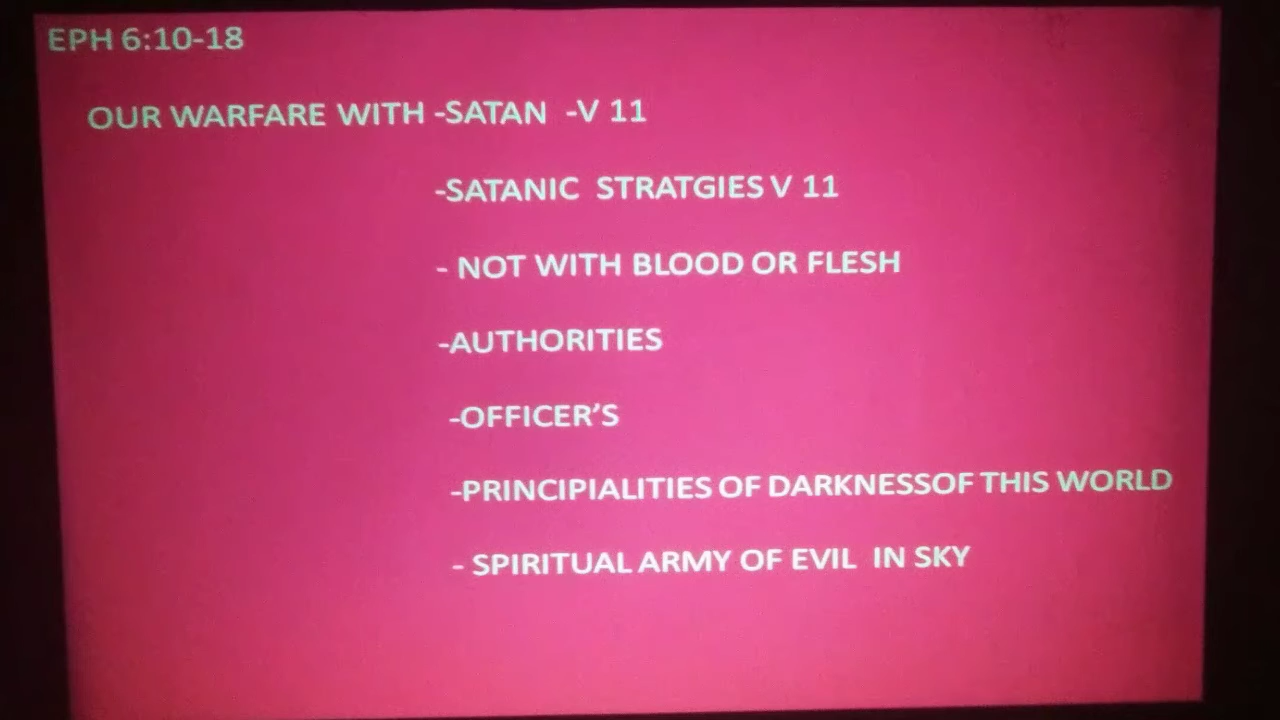 EPH 6:10-18
OUR WARFARE WITH -SATAN -V 11
-SATANIC STRATGIES V 11
- NOT WITH BLOOD OR FLESH
-AUTHORITIES
-OFFICER’S
-PRINCIPIALITIES OF DARKNESSOF THIS WORLD
- SPIRITUAL ARMY OF EVIL IN SKY